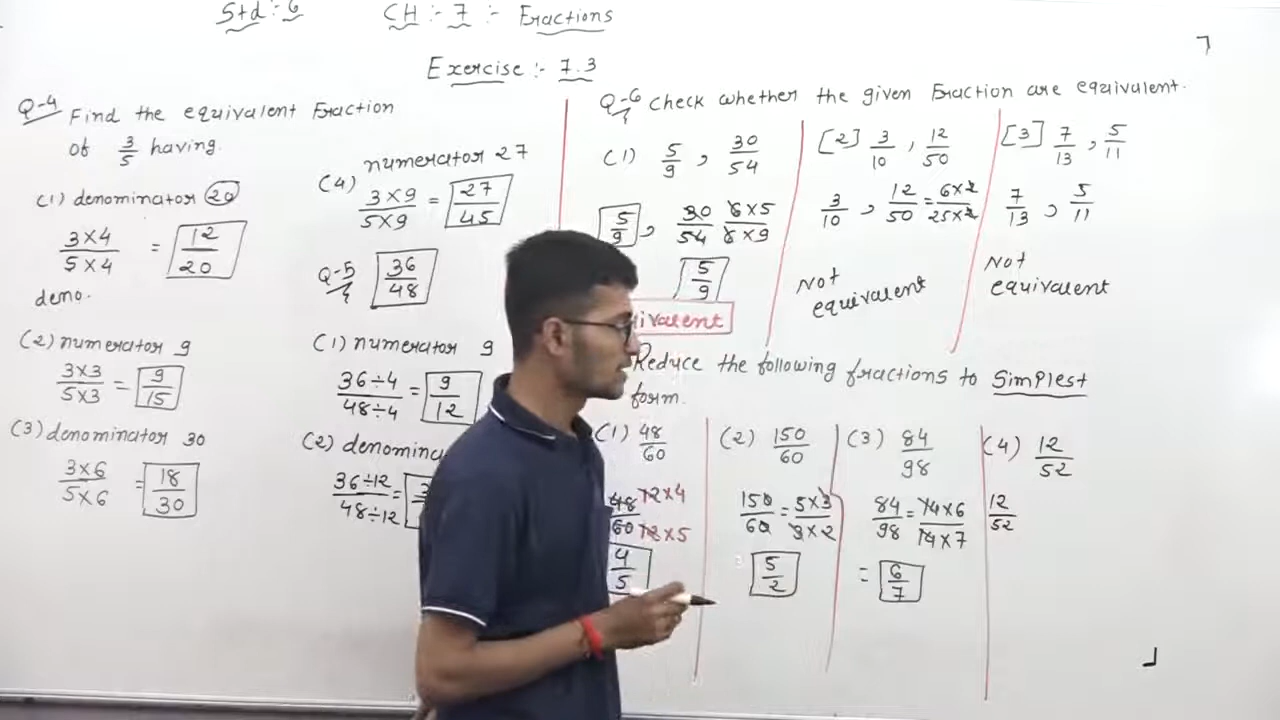 Std :- 6 CH :- 7 :- Fractions
Exercise :- 7.3
Q-4 Find the equivalent Fraction
of 3/5 having.
(1) denominator 20
3×4/5×4 = 12/20
deno.
(2) numerator 9
3×3/5×3 = 9/15
(3) denominator 30
3×6/5×6 = 18/30
(4) numerator 27
3×9/5×9 = 27/45
Q-5 36/48
(1) numerator 9
36÷4/48÷4 = 9/12
(2)
36÷12/48÷12 =
Q-6 Check whether the given Fraction are equivalent.
(1) 5/9 , 30/54
5/9 , 30/54 6×5/6×9
5/9
[2] 3/10 , 12/50
3/10 , 12/50 = 6×2/25×2
Not
equivalent
[3] 7/13 , 5/11
7/13 , 5/11
Not
equivalent
Reduce the following fractions to Simplest
form.
(1) 48/60
48/60 12×4/12×5
4/5
(2) 150/60
150/60 = 5×3/3×2
5/2
(3) 84/98
84/98 = 14×6/14×7
= 6/7
(4) 12/52
12/52